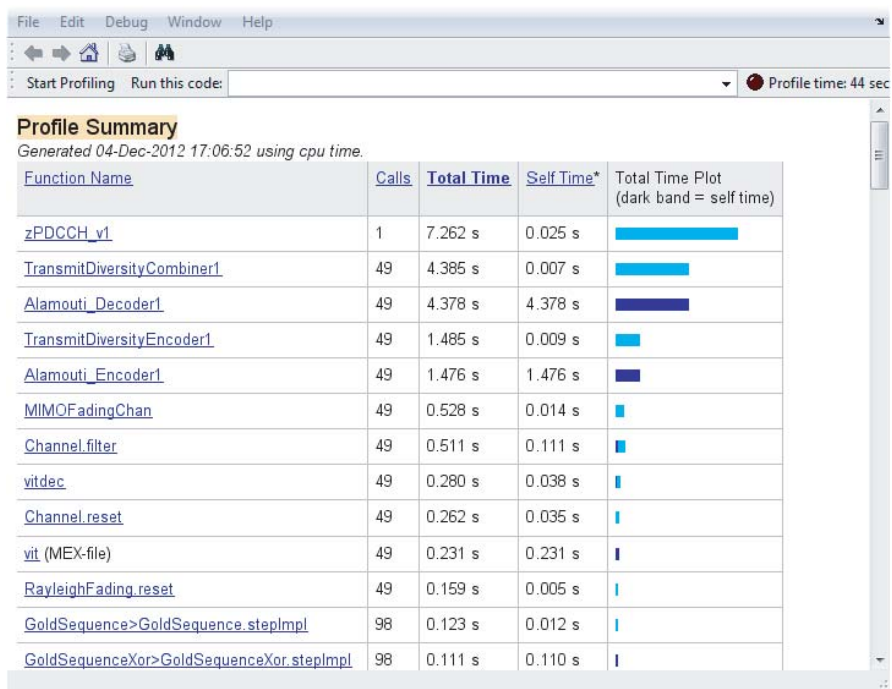 File Edit Debug Window Help
Start Profiling Run this code: Profile time: 44 sec
Profile Summary
Generated 04-Dec-2012 17:06:52 using cpu time.
Function Name Calls Total Time Self Time* Total Time Plot
(dark band = self time)
zPDCCH_v1 1 7.262 s 0.025 s
TransmitDiversityCombiner1 49 4.385 s 0.007 s
Alamouti_Decoder1 49 4.378 s 4.378 s
TransmitDiversityEncoder1 49 1.485 s 0.009 s
Alamouti_Encoder1 49 1.476 s 1.476 s
MIMOFadingChan 49 0.528 s 0.014 s
Channel.filter 49 0.511 s 0.111 s
vitdec 49 0.280 s 0.038 s
Channel.reset 49 0.262 s 0.035 s
vit (MEX-file) 49 0.231 s 0.231 s
RayleighFading.reset 49 0.159 s 0.005 s
GoldSequence>GoldSequence.stepImpl 98 0.123 s 0.012 s
GoldSequenceXor>GoldSequenceXor.stepImpl 98 0.111 s 0.110 s